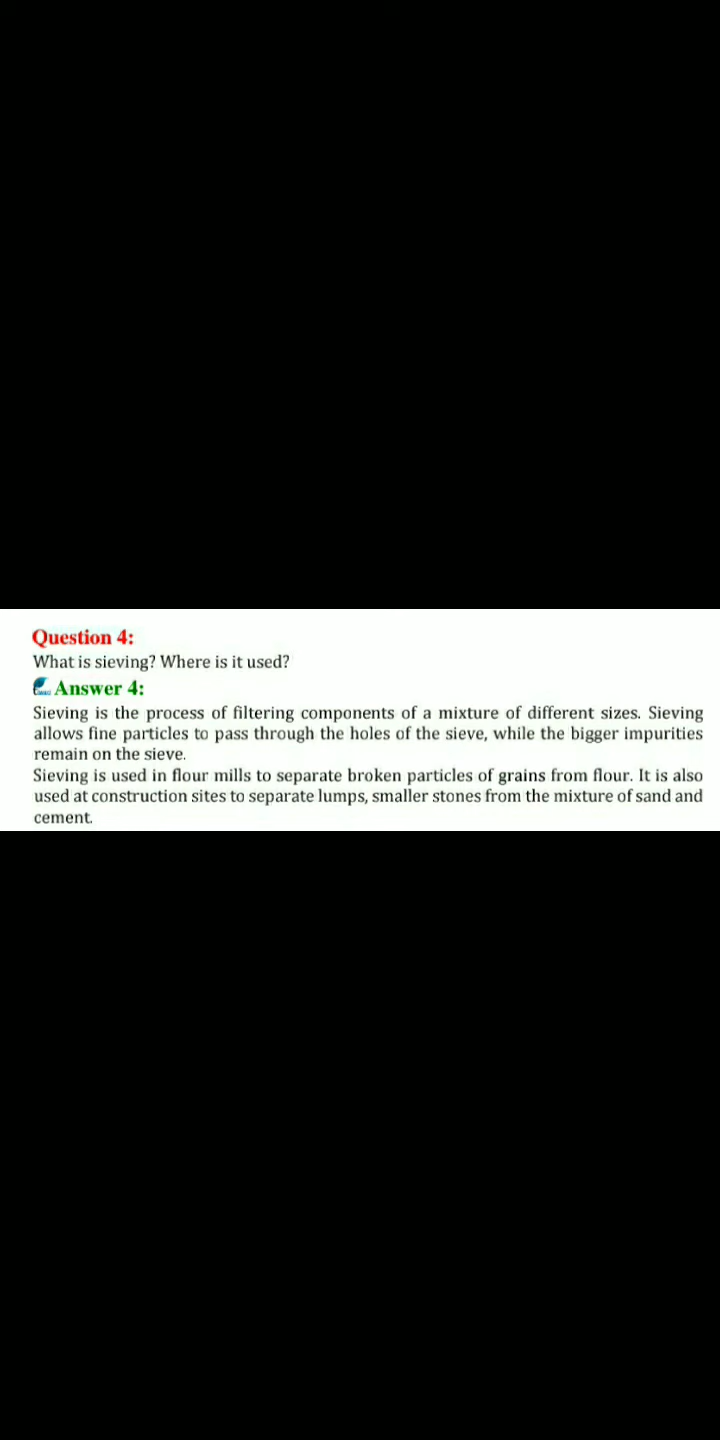 Question 4:
What is sieving? Where is it used?
Answer 4:
Sieving is the process of filtering components of a mixture of different sizes. Sieving
allows fine particles to pass through the holes of the sieve, while the bigger impurities
remain on the sieve.
Sieving is used in flour mills to separate broken particles of grains from flour. It is also
used at construction sites to separate lumps, smaller stones from the mixture of sand and
cement.